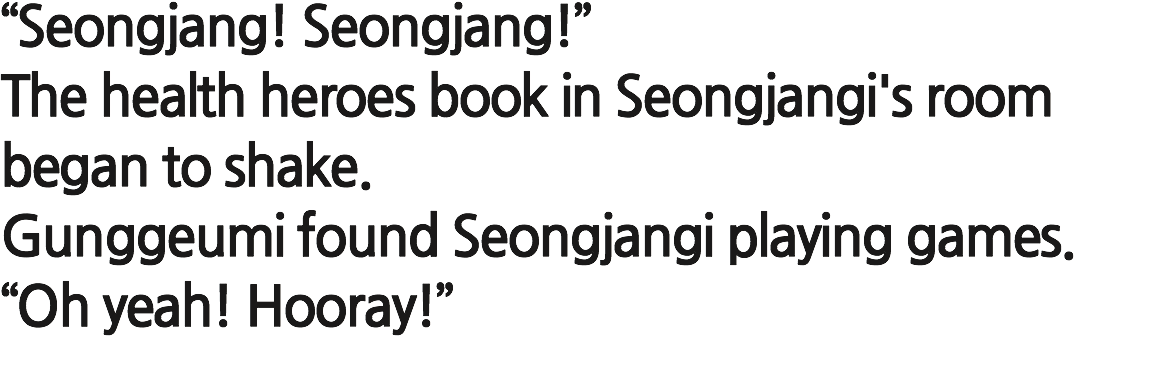 “Seongjang! Seongjang!”
The health heroes book in Seongjangi's room
began to shake.
Gunggeumi found Seongjangi playing games.
“Oh yeah! Hooray!”